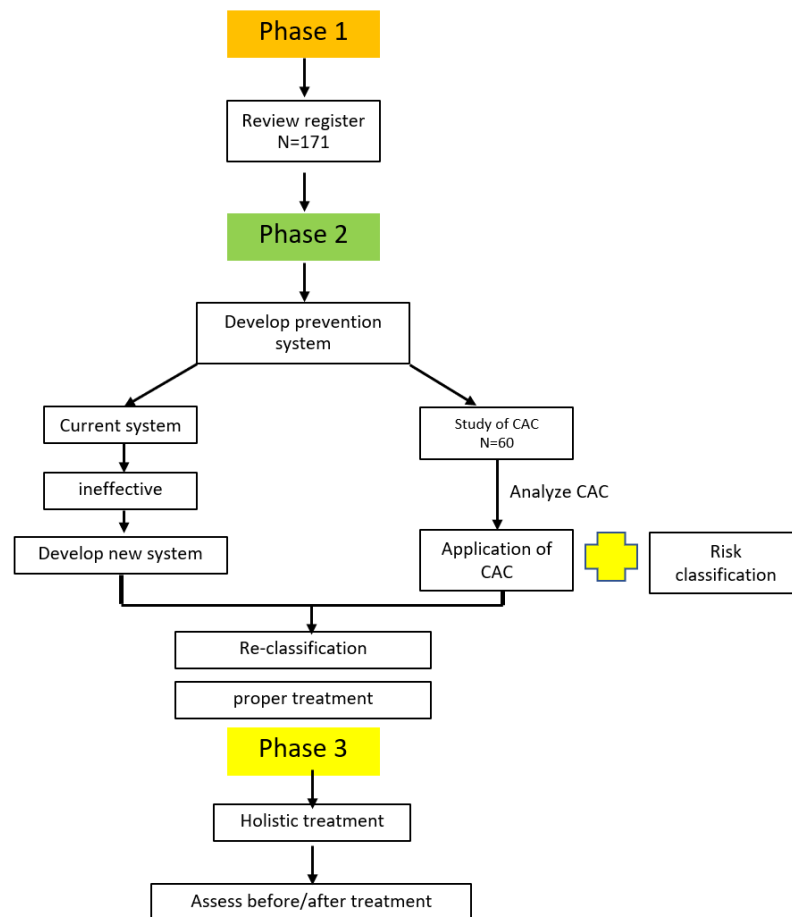 Phase 1
Review register
N=171
Phase 2
Develop prevention
system
Current system
Study of CAC
N=60
ineffective
Analyze CAC
Develop new system
Application of
CAC
Risk
classification
Re-classification
proper treatment
Phase 3
Holistic treatment
Assess before/after treatment